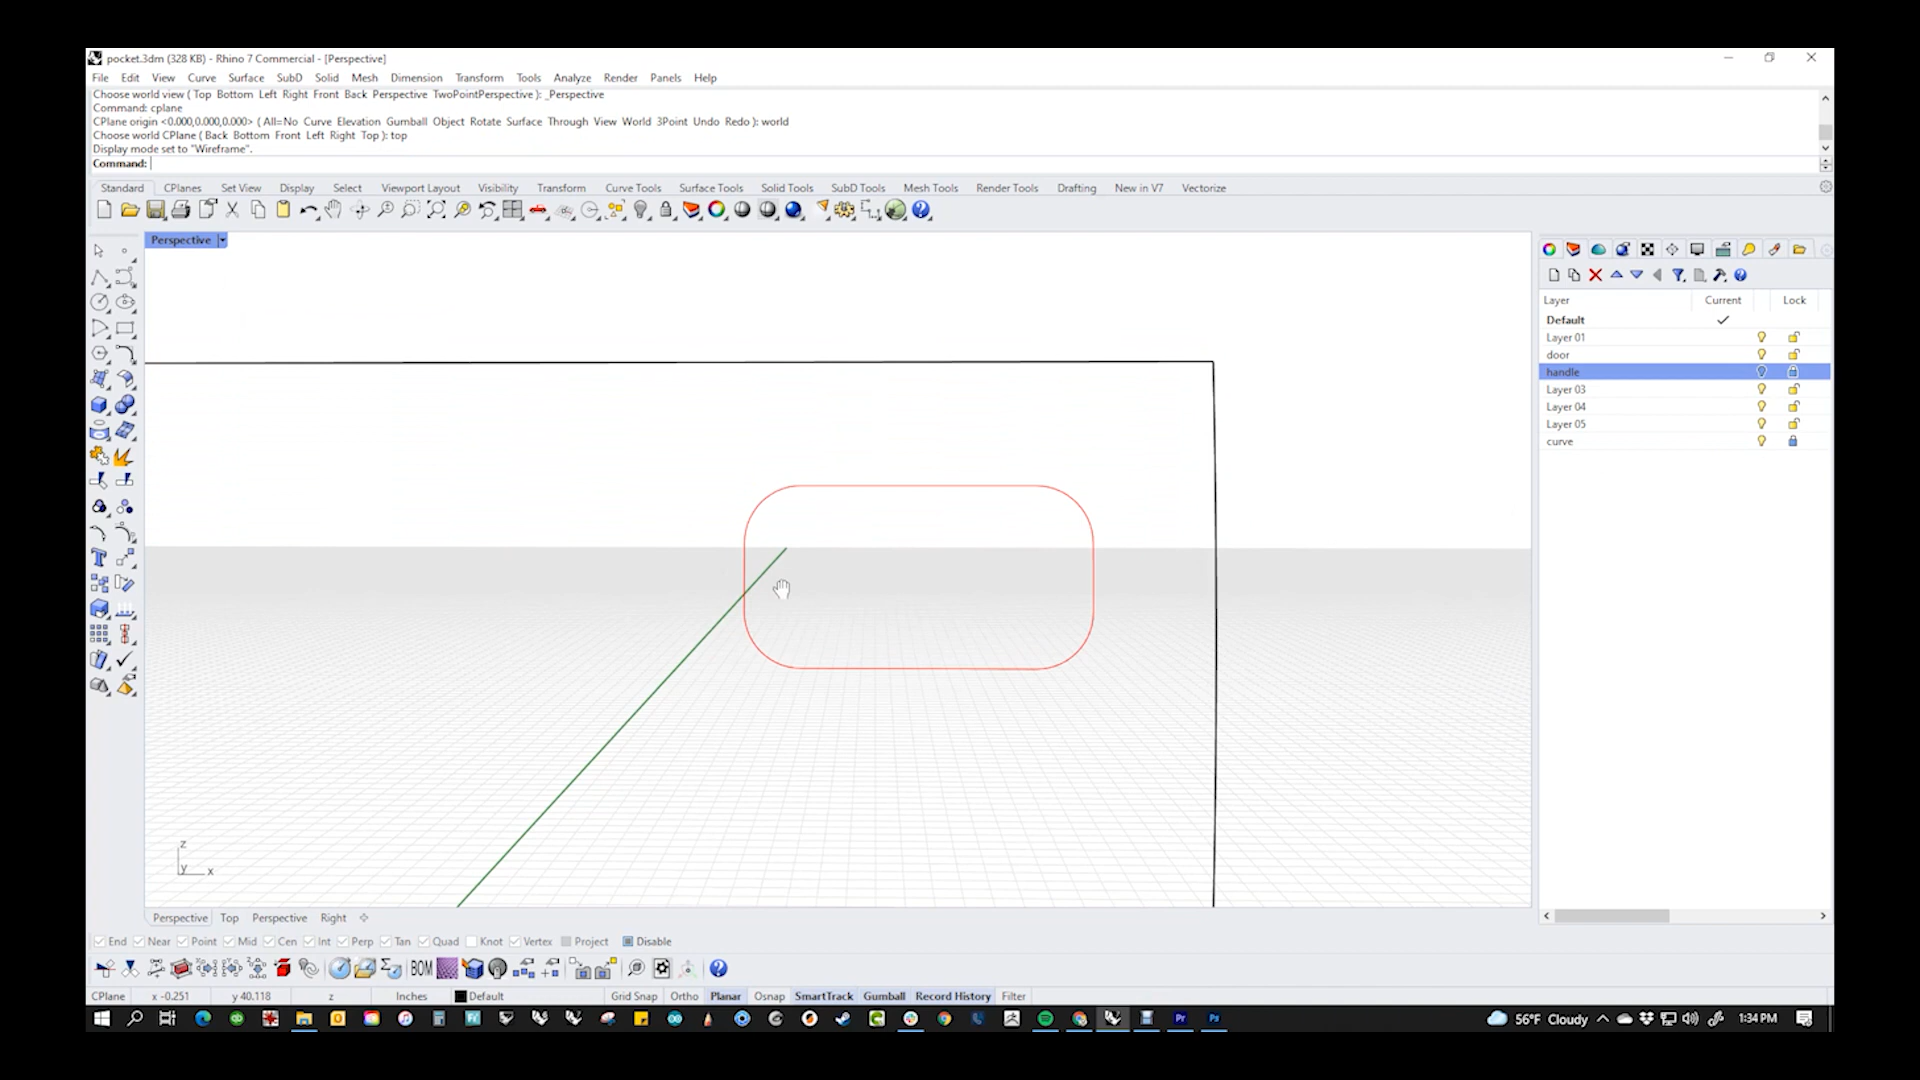 pocket.3dm (328 KB) - Rhino 7 Commercial - [Perspective]
File Edit View Curve Surface SubD Solid Mesh Dimension Transform Tools Analyze Render Panels Help
Choose world view ( Top Bottom Left Right Front Back Perspective TwoPointPerspective ): _Perspective
Command: cplane
CPlane origin <0.000,0.000,0.000> ( All=No Curve Elevation Gumball Object Rotate Surface Through View World 3Point Undo Redo ): world
Choose world CPlane ( Back Bottom Front Left Right Top ): top
Display mode set to "Wireframe".
Command:
Standard CPlanes Set View Display Select Viewport Layout Visibility Transform Curve Tools Surface Tools Solid Tools SubD Tools Mesh Tools Render Tools Drafting New in V7 Vectorize
Perspective
Layer Current Lock
Default
Layer 01
door
handle
Layer 03
Layer 04
Layer 05
curve
z
y x
Perspective Top Perspective Right
End Near Point Mid Cen Int Perp Tan Quad Knot Vertex Project Disable
BOM
CPlane x -0.251 y 40.118 z Inches Default Grid Snap Ortho Planar Osnap SmartTrack Gumball Record History Filter
56°F Cloudy 1:34 PM